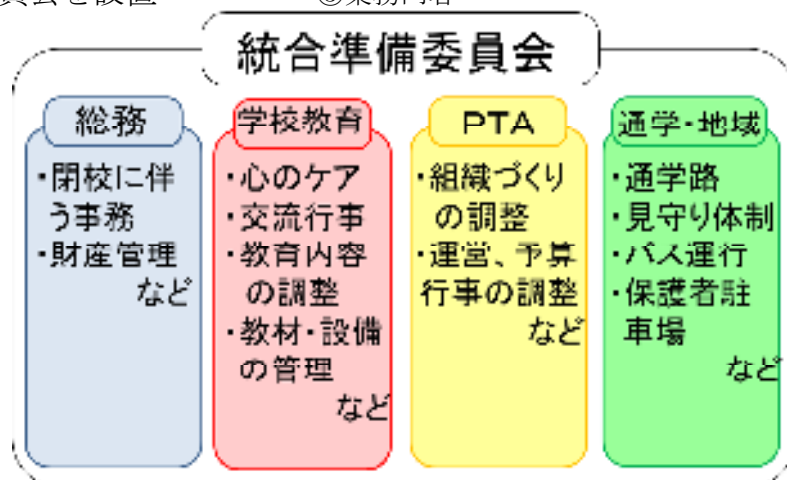 会を設置
統合準備委員会
総務
・閉校に伴
う事務
・財産管理
など
学校教育
・心のケア
・交流行事
・教育内容
の調整
・教材・設備
の管理
など
PTA
・組織づくり
の調整
・運営、予算
行事の調整
など
通学・地域
・通学路
・見守り体制
・バス運行
・保護者駐
車場
など